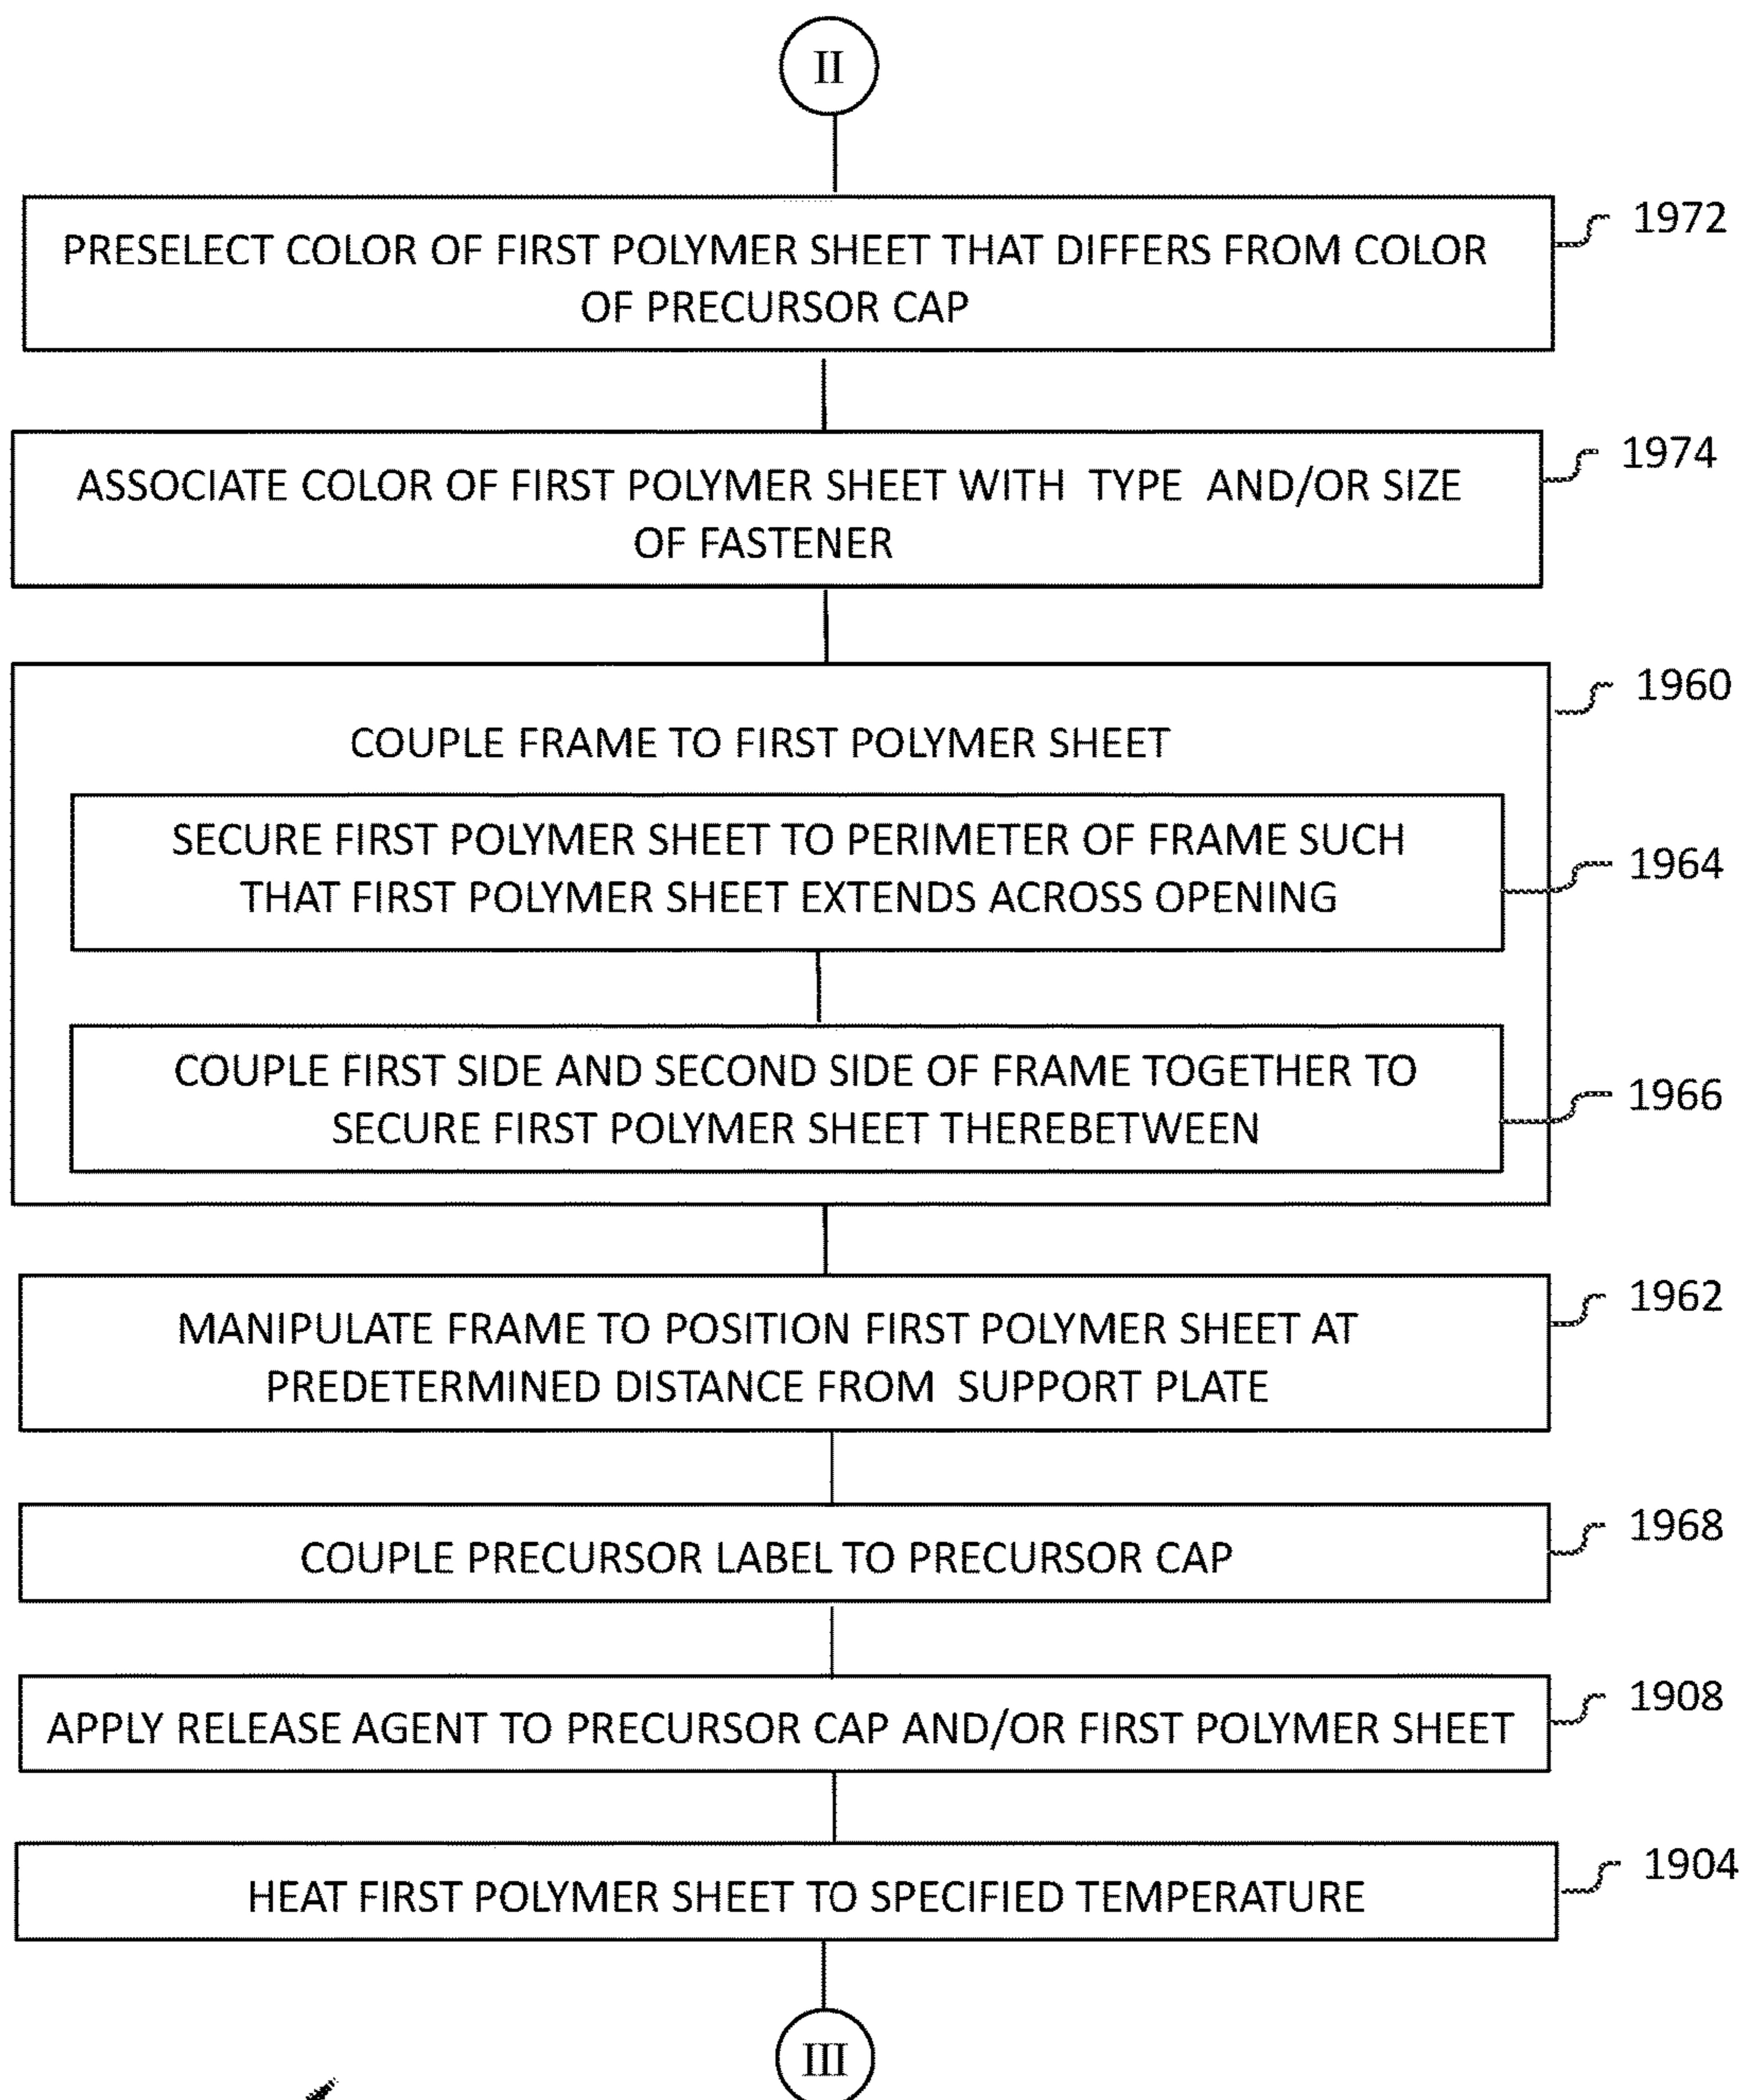 II
PRESELECT COLOR OF FIRST POLYMER SHEET THAT DIFFERS FROM COLOR
OF PRECURSOR CAP
1972
ASSOCIATE COLOR OF FIRST POLYMER SHEET WITH TYPE AND/OR SIZE
OF FASTENER
1974
COUPLE FRAME TO FIRST POLYMER SHEET
1960
SECURE FIRST POLYMER SHEET TO PERIMETER OF FRAME SUCH
THAT FIRST POLYMER SHEET EXTENDS ACROSS OPENING
1964
COUPLE FIRST SIDE AND SECOND SIDE OF FRAME TOGETHER TO
SECURE FIRST POLYMER SHEET THEREBETWEEN
1966
MANIPULATE FRAME TO POSITION FIRST POLYMER SHEET AT
PREDETERMINED DISTANCE FROM SUPPORT PLATE
1962
COUPLE PRECURSOR LABEL TO PRECURSOR CAP
1968
APPLY RELEASE AGENT TO PRECURSOR CAP AND/OR FIRST POLYMER SHEET
1908
HEAT FIRST POLYMER SHEET TO SPECIFIED TEMPERATURE
1904
III